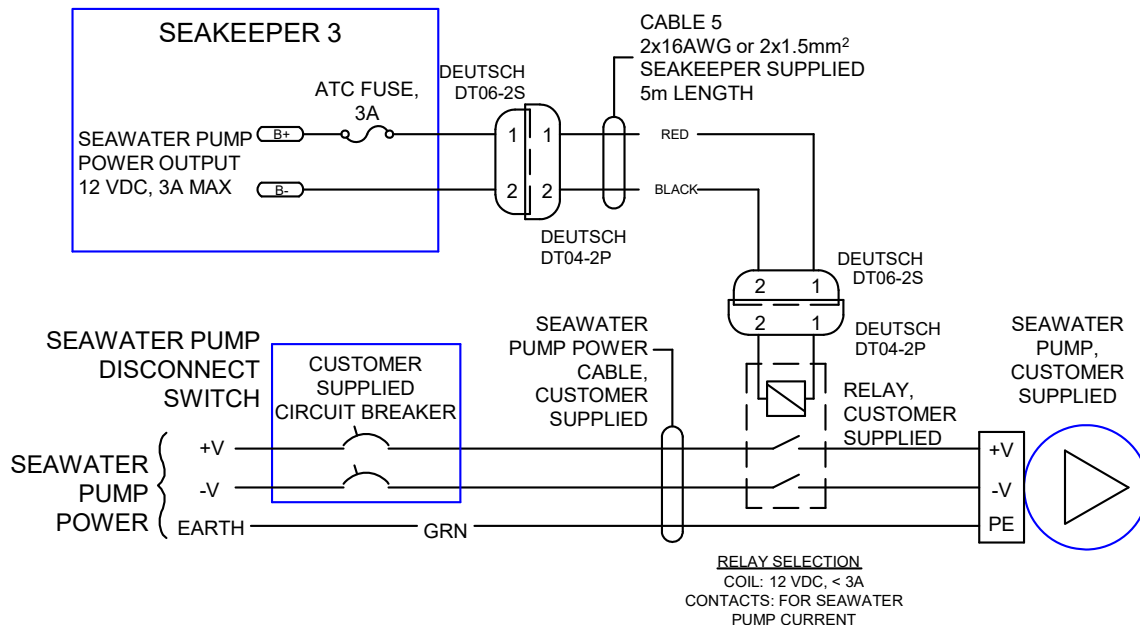 SEAKEEPER 3
ATC FUSE,
3A
SEAWATER PUMP
POWER OUTPUT
12 VDC, 3A MAX
B+
B-
DEUTSCH
DT06-2S
1
1
2
2
DEUTSCH
DT04-2P
CABLE 5
2x16AWG or 2x1.5mm²
SEAKEEPER SUPPLIED
5m LENGTH
RED
BLACK
DEUTSCH
DT06-2S
2 1
2 1
DEUTSCH
DT04-2P
SEAWATER PUMP
DISCONNECT
SWITCH
CUSTOMER
SUPPLIED
CIRCUIT BREAKER
SEAWATER
PUMP POWER
CABLE,
CUSTOMER
SUPPLIED
RELAY,
CUSTOMER
SUPPLIED
SEAWATER
PUMP,
CUSTOMER
SUPPLIED
SEAWATER
PUMP
POWER
+V
-V
EARTH
GRN
+V
-V
PE
RELAY SELECTION
COIL: 12 VDC, < 3A
CONTACTS: FOR SEAWATER
PUMP CURRENT